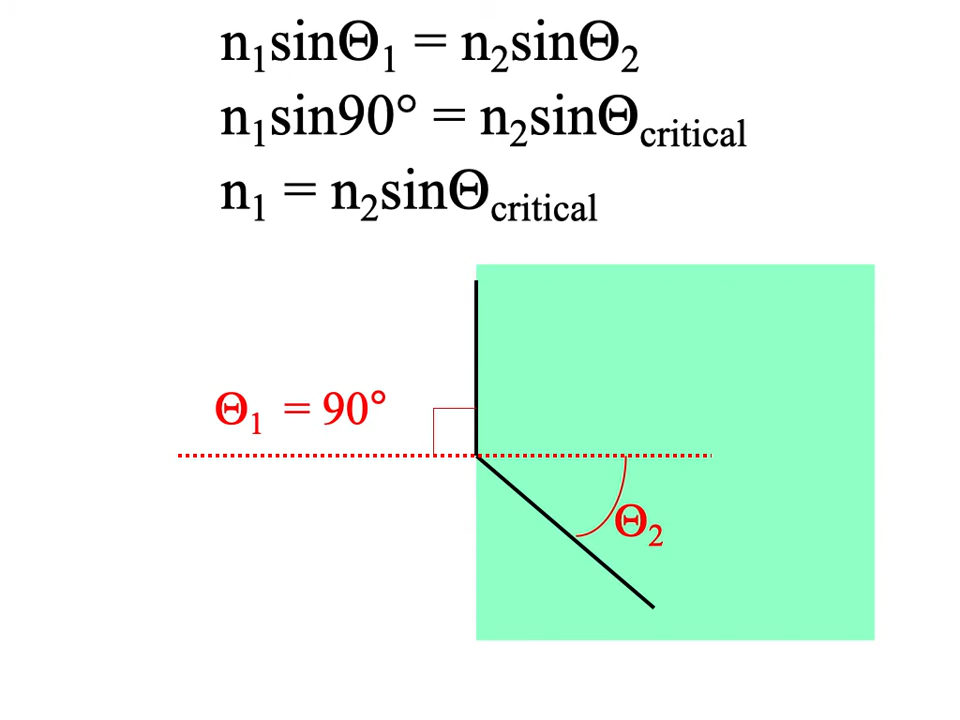 n₁sinΘ₁ = n₂sinΘ₂
n₁sin90° = n₂sinΘcritical
n₁ = n₂sinΘcritical
Θ₁ = 90°
Θ₂